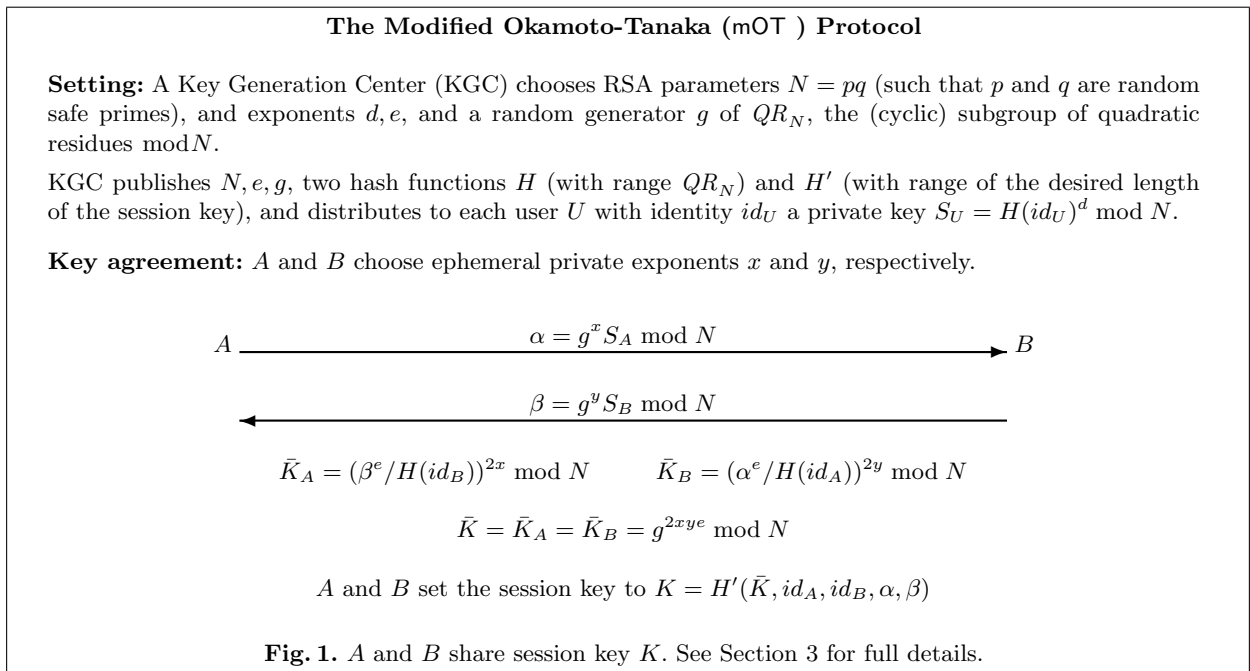 The Modified Okamoto-Tanaka (mOT ) Protocol
Setting: A Key Generation Center (KGC) chooses RSA parameters N = pq (such that p and q are random
safe primes), and exponents d, e, and a random generator g of QR_N, the (cyclic) subgroup of quadratic
residues mod N.
KGC publishes N, e, g, two hash functions H (with range QR_N) and H′ (with range of the desired length
of the session key), and distributes to each user U with identity id_U a private key S_U = H(id_U)^d mod N.
Key agreement: A and B choose ephemeral private exponents x and y, respectively.
A α = g^x S_A mod N B
β = g^y S_B mod N
K̄_A = (β^e/H(id_B))^{2x} mod N K̄_B = (α^e/H(id_A))^{2y} mod N
K̄ = K̄_A = K̄_B = g^{2xye} mod N
A and B set the session key to K = H′(K̄, id_A, id_B, α, β)
Fig. 1. A and B share session key K. See Section 3 for full details.